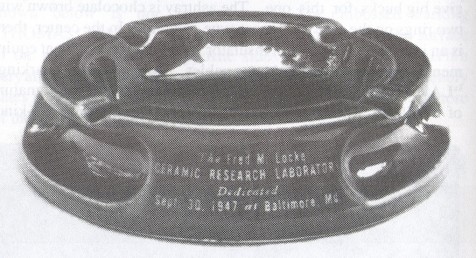 The Fred M. Locke
CERAMIC RESEARCH LABORATORY
Dedicated
Sept. 30, 1947 at Baltimore, Md.